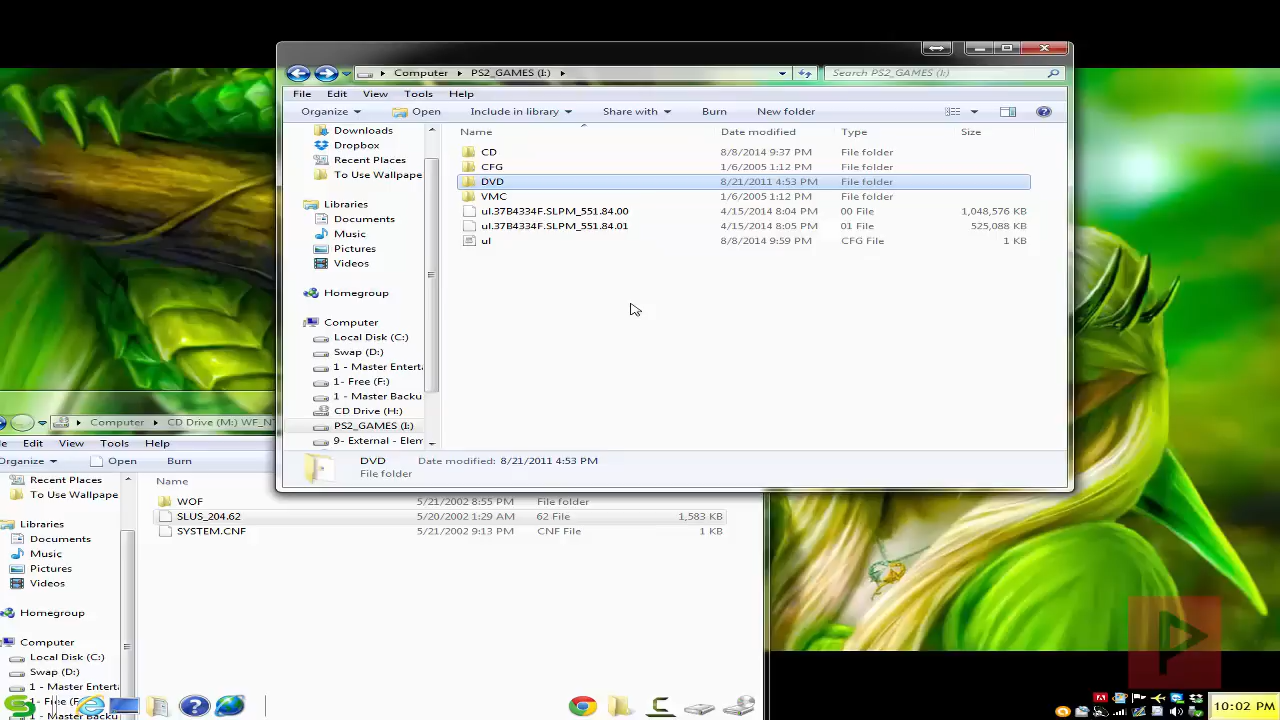 Computer PS2_GAMES (I:) Search PS2_GAMES (I:)
File Edit View Tools Help
Organize Open Include in library Share with Burn New folder
Downloads
Dropbox
Recent Places
To Use Wallpape
Libraries
Documents
Music
Pictures
Videos
Homegroup
Computer
Local Disk (C:)
Swap (D:)
1 - Master Entert
1- Free (F:)
1 - Master Backu
CD Drive (H:)
PS2_GAMES (I:)
9- External - Elem
Name Date modified Type Size
CD 8/8/2014 9:37 PM File folder
CFG 1/6/2005 1:12 PM File folder
DVD 8/21/2011 4:53 PM File folder
VMC 1/6/2005 1:12 PM File folder
ul.37B4334F.SLPM_551.84.00 4/15/2014 8:04 PM 00 File 1,048,576 KB
ul.37B4334F.SLPM_551.84.01 4/15/2014 8:05 PM 01 File 525,088 KB
ul 8/8/2014 9:59 PM CFG File 1 KB
DVD Date modified: 8/21/2011 4:53 PM
File folder
Computer CD Drive (M:) WF_NT
Edit View Tools Help
Organize Open Burn
Recent Places
To Use Wallpape
Libraries
Documents
Music
Pictures
Videos
Homegroup
Computer
Local Disk (C:)
Swap (D:)
1 - Master Entert
1 - Master Backu
Name
WOF 5/21/2002 8:55 PM File folder
SLUS_204.62 5/20/2002 1:29 AM 62 File 1,583 KB
SYSTEM.CNF 5/21/2002 9:13 PM CNF File 1 KB
10:02 PM